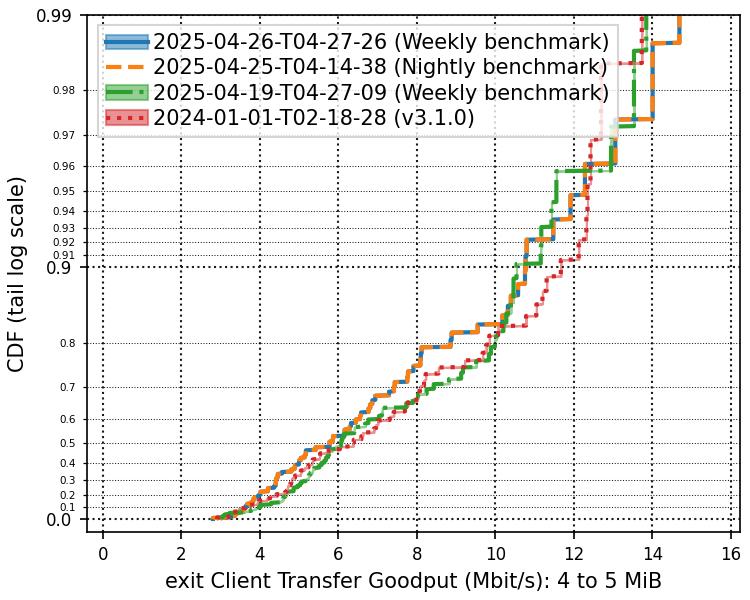 0.99
2025-04-26-T04-27-26 (Weekly benchmark)
2025-04-25-T04-14-38 (Nightly benchmark)
2025-04-19-T04-27-09 (Weekly benchmark)
2024-01-01-T02-18-28 (v3.1.0)
0.98
0.97
0.96
0.95
0.94
0.93
0.92
0.91
0.9
0.8
0.7
0.6
0.5
0.4
0.3
0.2
0.1
0.0
CDF (tail log scale)
0 2 4 6 8 10 12 14 16
exit Client Transfer Goodput (Mbit/s): 4 to 5 MiB